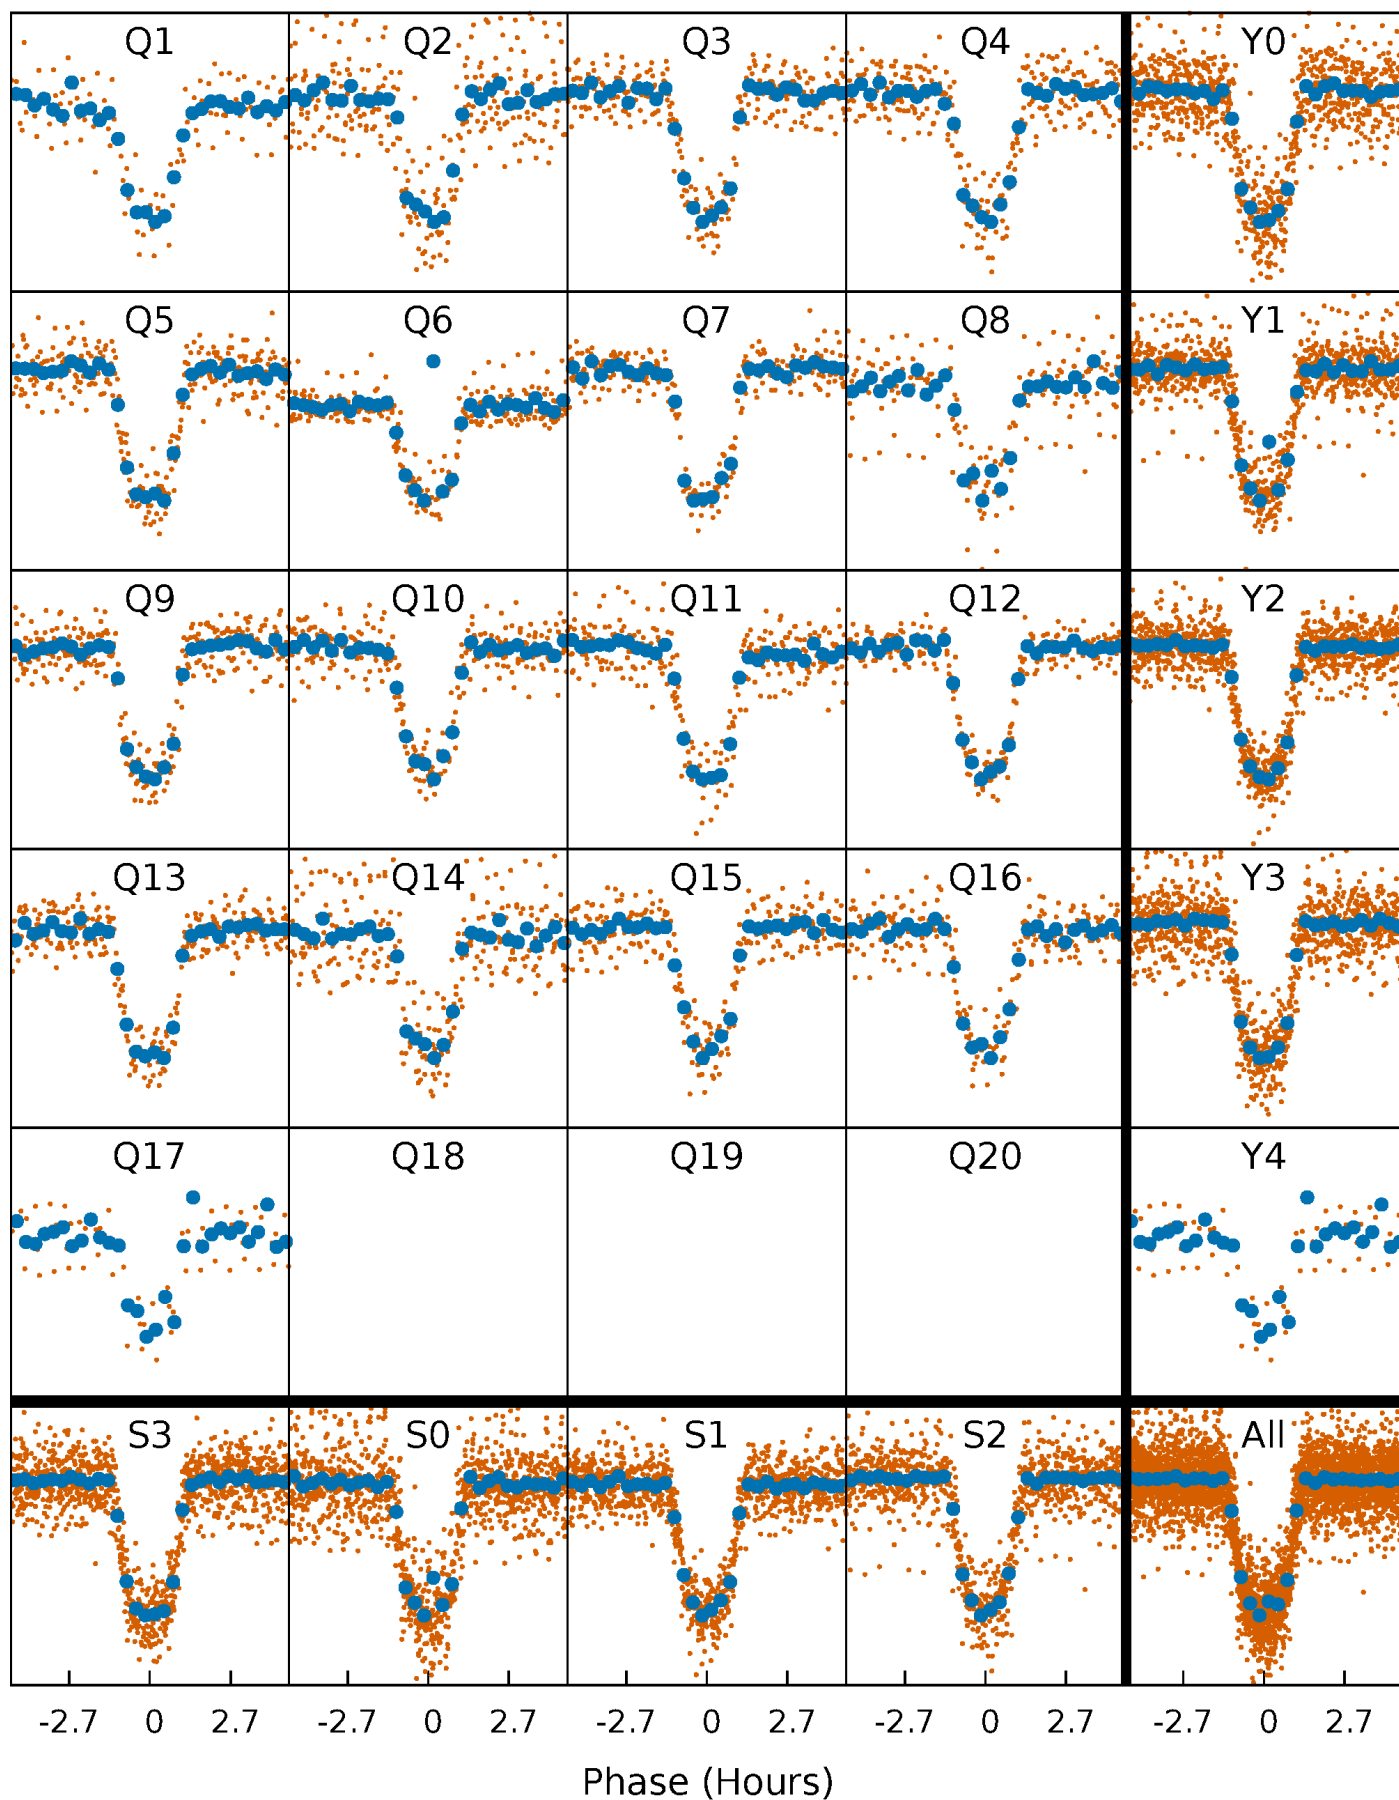 Q1 Q2 Q3 Q4 Y0
Q5 Q6 Q7 Q8 Y1
Q9 Q10 Q11 Q12 Y2
Q13 Q14 Q15 Q16 Y3
Q17 Q18 Q19 Q20 Y4
S3 S0 S1 S2 All
-2.7 0 2.7 -2.7 0 2.7 -2.7 0 2.7 -2.7 0 2.7 -2.7 0 2.7
Phase (Hours)